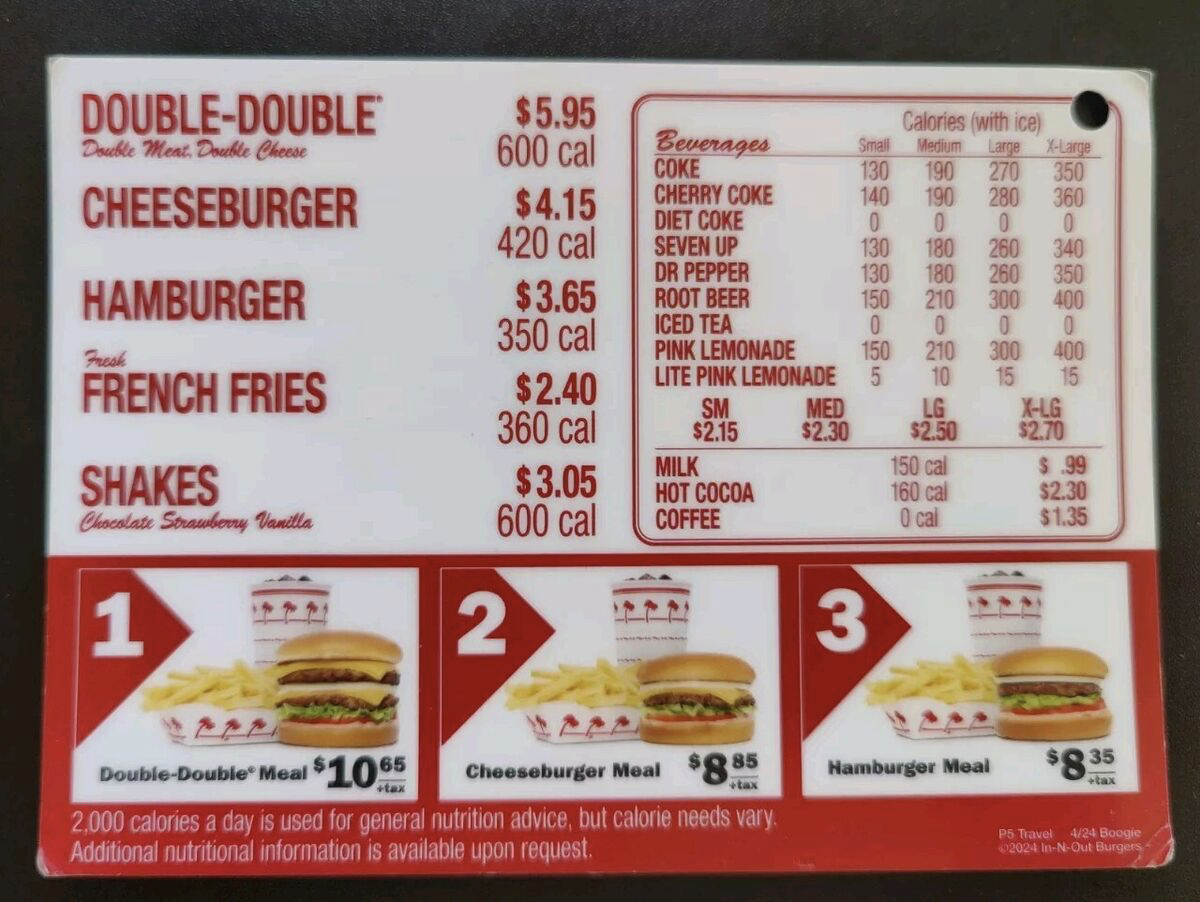 DOUBLE-DOUBLE® $5.95
Double Meat, Double Cheese 600 cal
CHEESEBURGER $4.15
420 cal
HAMBURGER $3.65
350 cal
Fresh
FRENCH FRIES $2.40
360 cal
SHAKES $3.05
Chocolate Strawberry Vanilla 600 cal
Calories (with ice)
Beverages Small Medium Large X-Large
COKE 130 190 270 350
CHERRY COKE 140 190 280 360
DIET COKE 0 0 0 0
SEVEN UP 130 180 260 340
DR PEPPER 130 180 260 350
ROOT BEER 150 210 300 400
ICED TEA 0 0 0 0
PINK LEMONADE 150 210 300 400
LITE PINK LEMONADE 5 10 15 15
SM MED LG X-LG
$2.15 $2.30 $2.50 $2.70
MILK 150 cal $ .99
HOT COCOA 160 cal $2.30
COFFEE 0 cal $1.35
1
Double-Double® Meal $10 65 +tax
2
Cheeseburger Meal $8 85 +tax
3
Hamburger Meal $8 35 +tax
2,000 calories a day is used for general nutrition advice, but calorie needs vary.
Additional nutritional information is available upon request.
P5 Travel 4/24 Boogie
©2024 In-N-Out Burgers